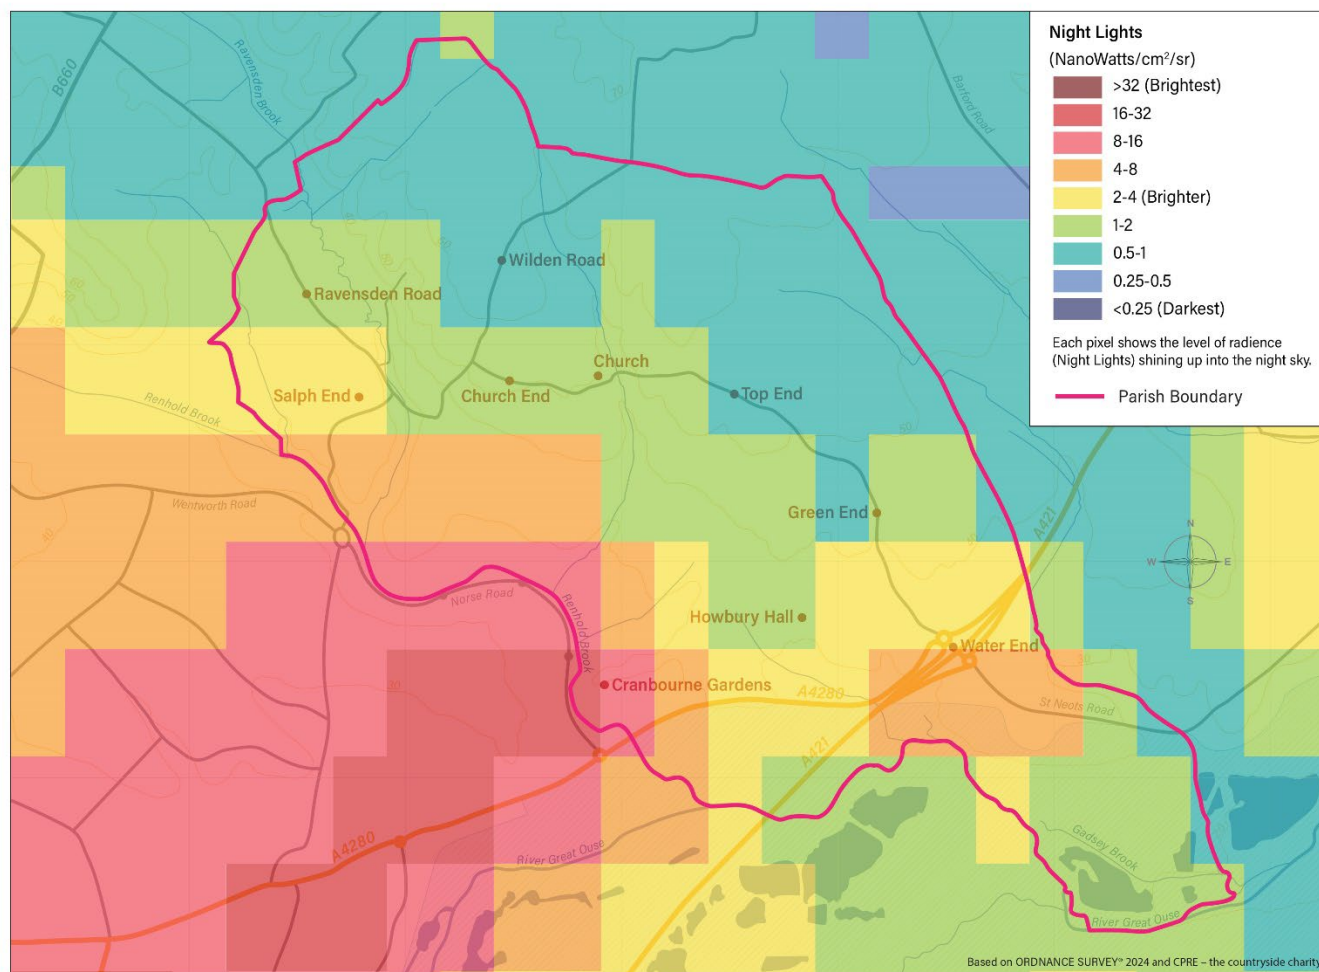 Night Lights
(NanoWatts/cm²/sr)
>32 (Brightest)
16-32
8-16
4-8
2-4 (Brighter)
1-2
0.5-1
0.25-0.5
<0.25 (Darkest)
Each pixel shows the level of radience
(Night Lights) shining up into the night sky.
Parish Boundary
B660
Ravensden Brook
70
Barford Road
Wilden Road
Ravensden Road
Church
Salph End
Church End
Top End
Renhold Brook
Wentworth Road
Green End
A421
N
W
E
S
Norse Road
Renhold Brook
Howbury Hall
Water End
Cranbourne Gardens
A4280
St Neots Road
A421
A4280
River Great Ouse
Gadsey Brook
River Great Ouse
Based on ORDNANCE SURVEY® 2024 and CPRE – the countryside charity